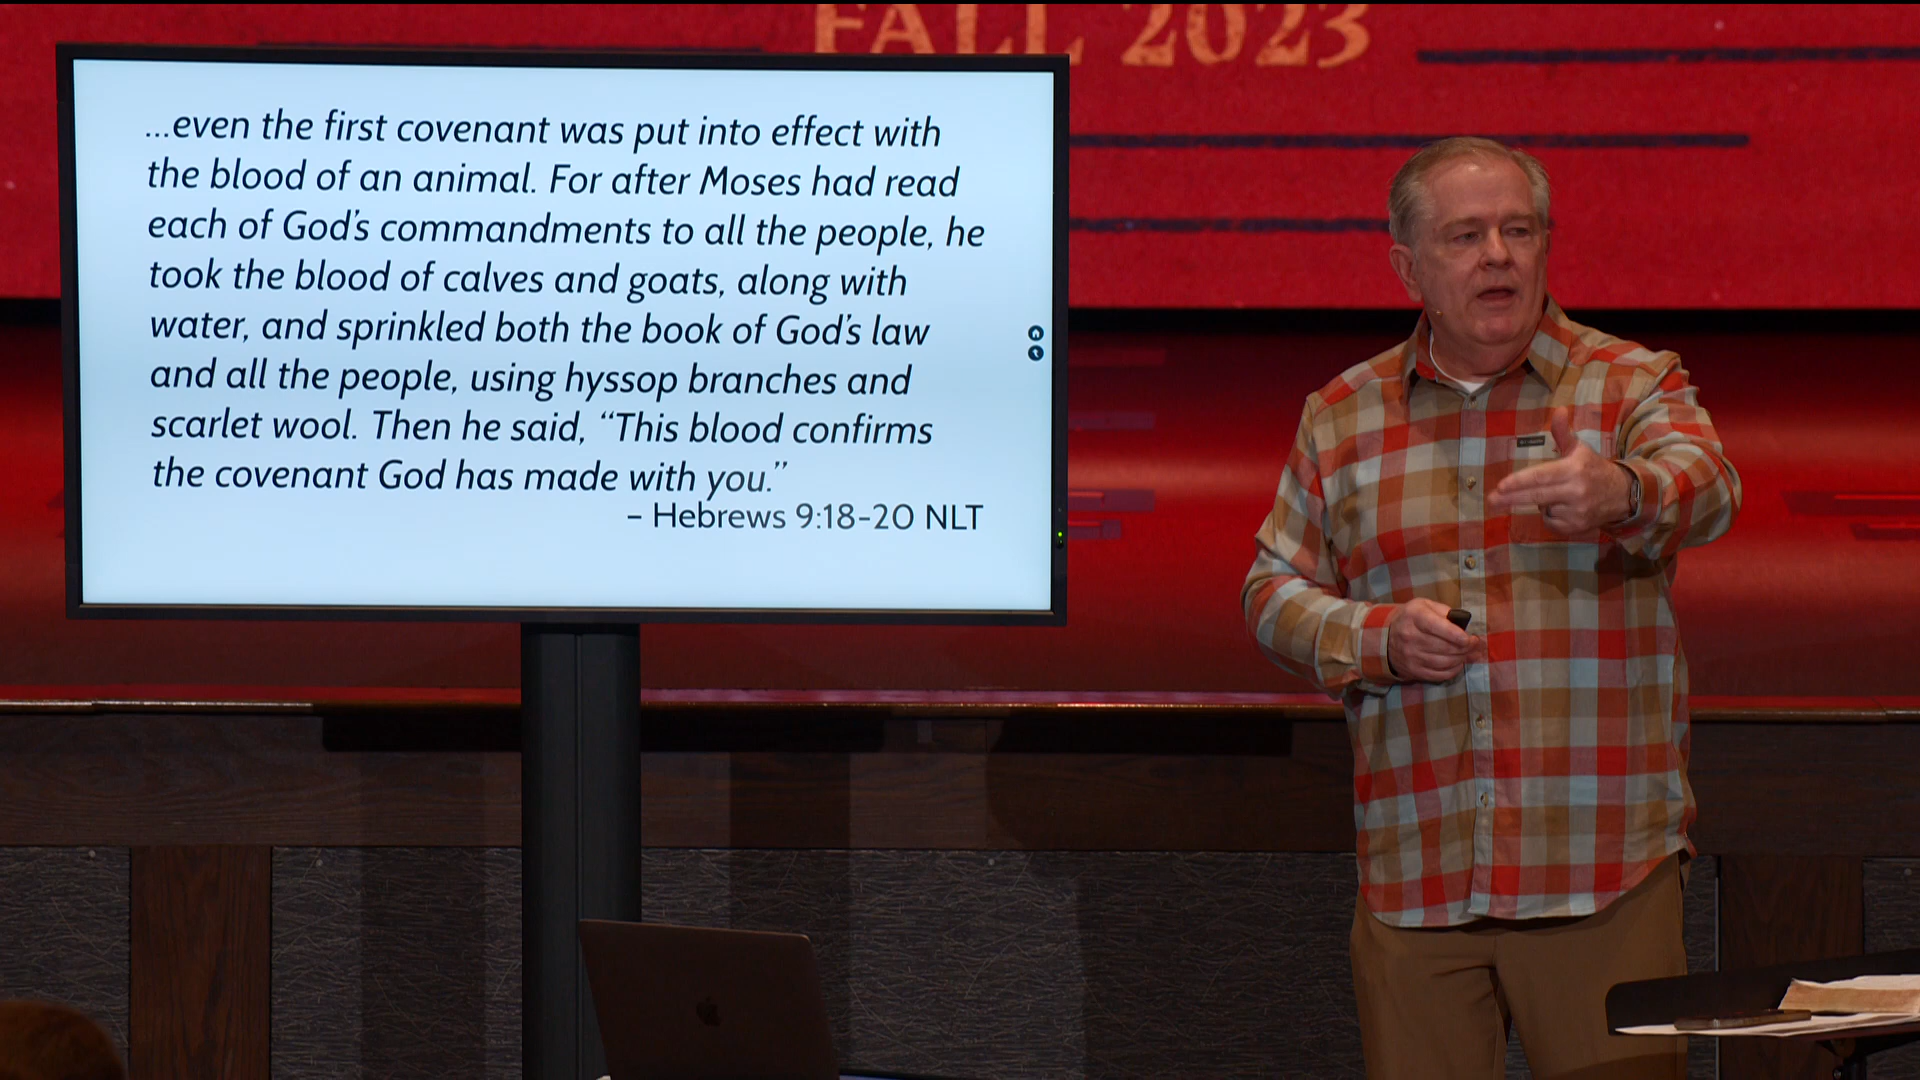 FALL 2023
...even the first covenant was put into effect with
the blood of an animal. For after Moses had read
each of God's commandments to all the people, he
took the blood of calves and goats, along with
water, and sprinkled both the book of God's law
and all the people, using hyssop branches and
scarlet wool. Then he said, “This blood confirms
the covenant God has made with you.”
– Hebrews 9:18-20 NLT